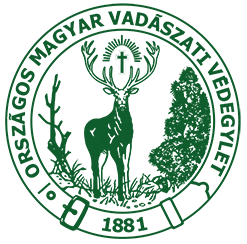 ORSZÁGOS MAGYAR VADÁSZATI VÉDEGYLET
1881